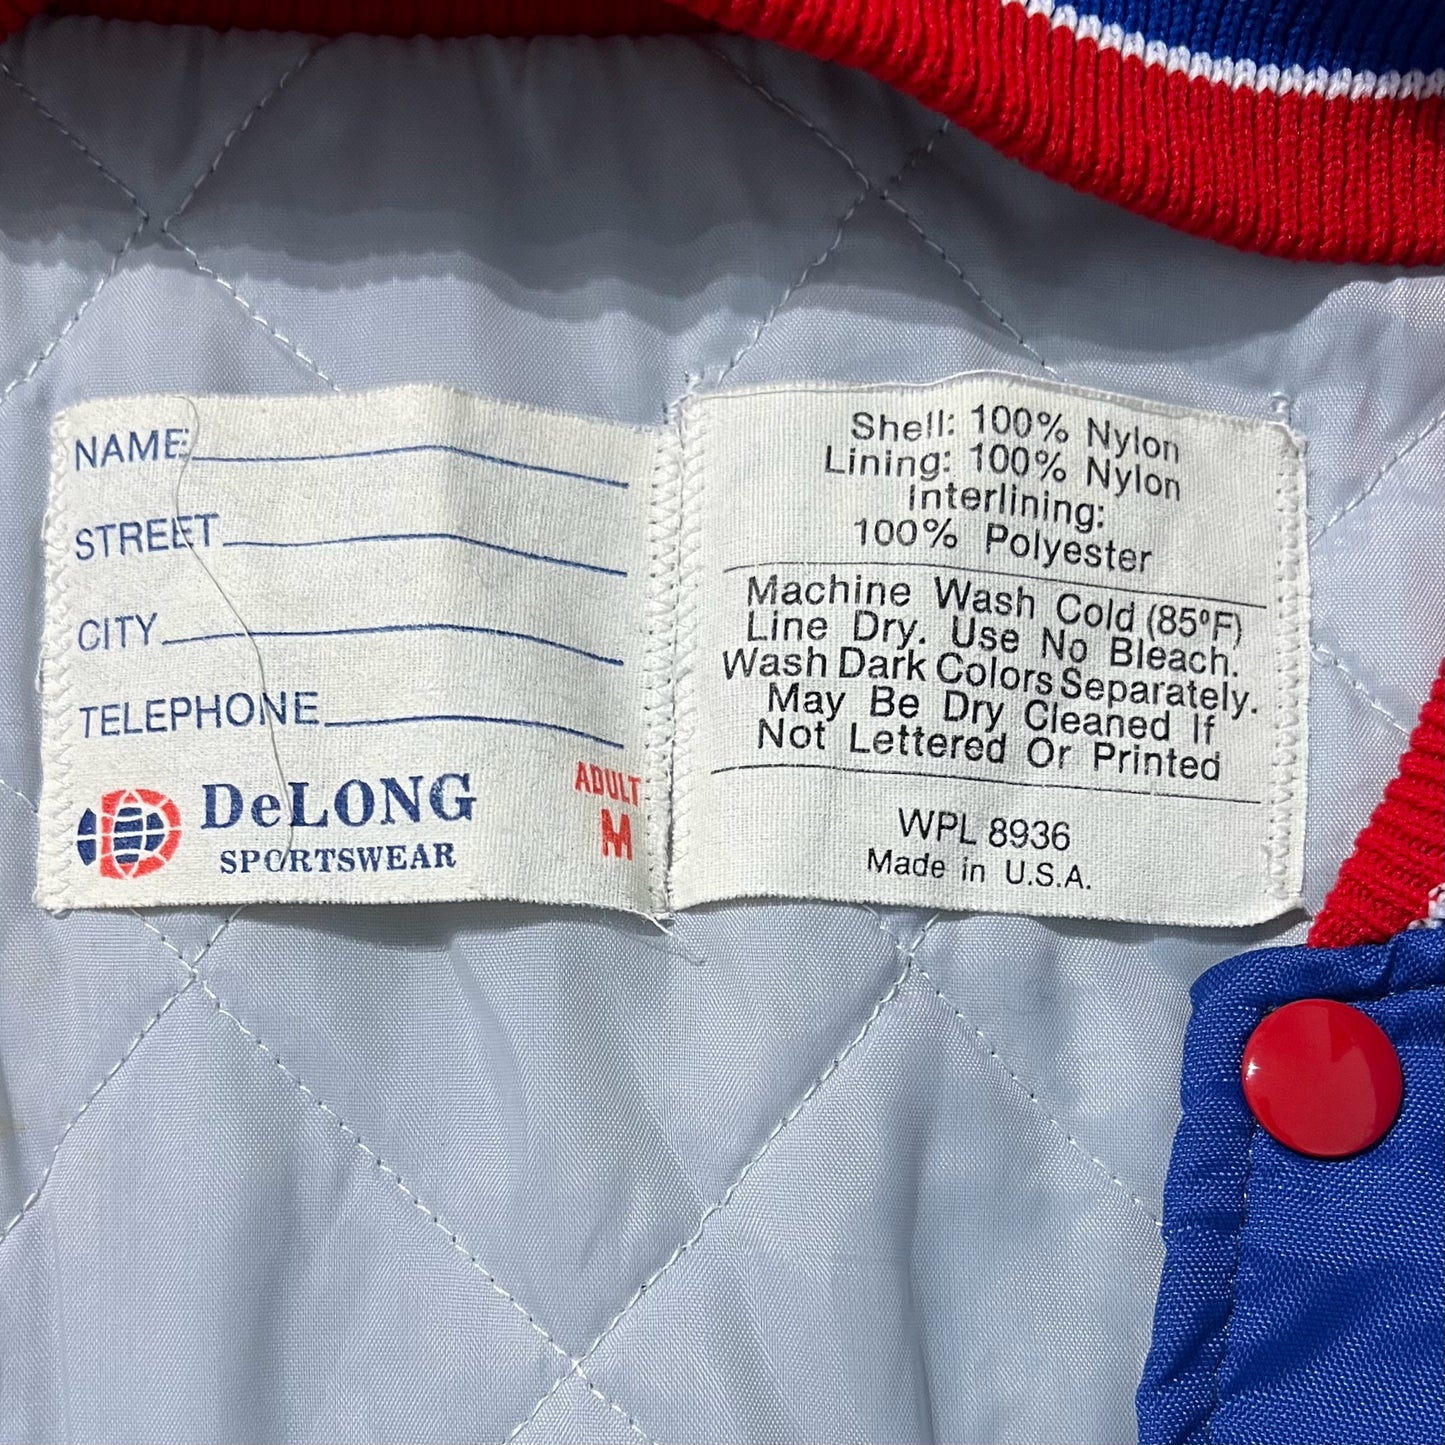 NAME
STREET
CITY
TELEPHONE
DeLONG
SPORTSWEAR
ADULT
M
Shell: 100% Nylon
Lining: 100% Nylon
Interlining:
100% Polyester
Machine Wash Cold (85ºF)
Line Dry. Use No Bleach.
Wash Dark Colors Separately.
May Be Dry Cleaned If
Not Lettered Or Printed
WPL 8936
Made in U.S.A.